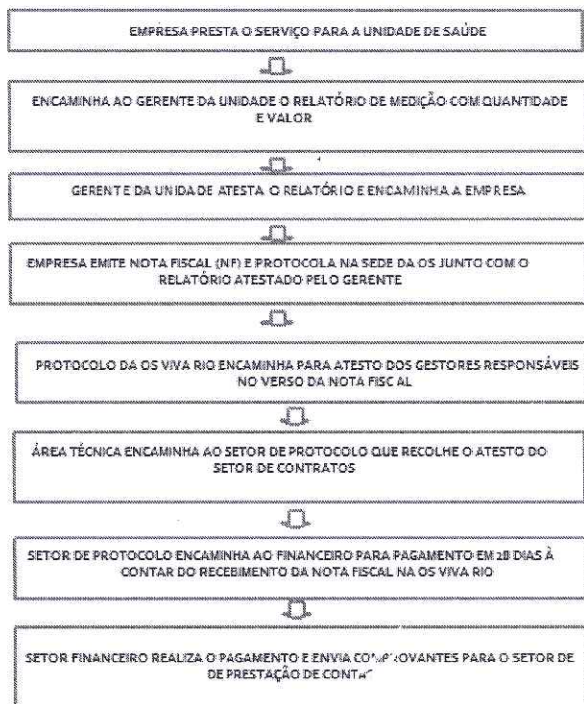 EMPRESA PRESTA O SERVIÇO PARA A UNIDADE DE SAÚDE
ENCAMINHA AO GERENTE DA UNIDADE O RELATÓRIO DE MEDIÇÃO COM QUANTIDADE
E VALOR
GERENTE DA UNIDADE ATESTA O RELATÓRIO E ENCAMINHA A EMPRESA
EMPRESA EMITE NOTA FISCAL (NF) E PROTOCOLA NA SEDE DA OS JUNTO COM O
RELATÓRIO ATESTADO PELO GERENTE
PROTOCOLO DA OS VIVA RIO ENCAMINHA PARA ATESTO DOS GESTORES RESPONSÁVEIS
NO VERSO DA NOTA FISCAL
ÁREA TÉCNICA ENCAMINHA AO SETOR DE PROTOCOLO QUE RECOLHE O ATESTO DO
SETOR DE CONTRATOS
SETOR DE PROTOCOLO ENCAMINHA AO FINANCEIRO PARA PAGAMENTO EM 28 DIAS À
CONTAR DO RECEBIMENTO DA NOTA FISCAL NA OS VIVA RIO
SETOR FINANCEIRO REALIZA O PAGAMENTO E ENVIA COMPROVANTES PARA O SETOR DE
DE PRESTAÇÃO DE CONTAS